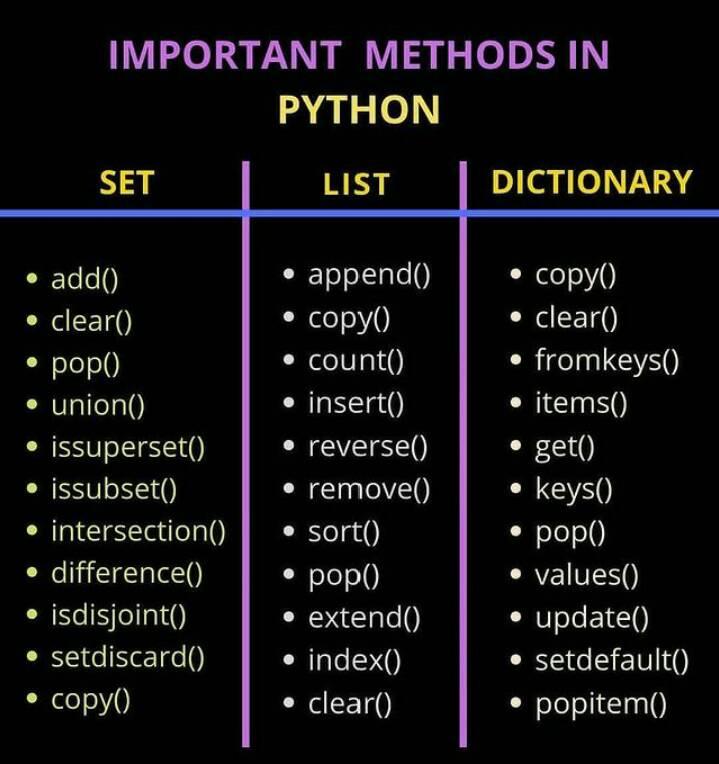 IMPORTANT METHODS IN
PYTHON
SET
add()
clear()
pop()
union()
issuperset()
issubset()
intersection()
difference()
isdisjoint()
setdiscard()
copy()
LIST
append()
copy()
count()
insert()
reverse()
remove()
sort()
pop()
extend()
index()
clear()
DICTIONARY
copy()
clear()
fromkeys()
items()
get()
keys()
pop()
values()
update()
setdefault()
popitem()